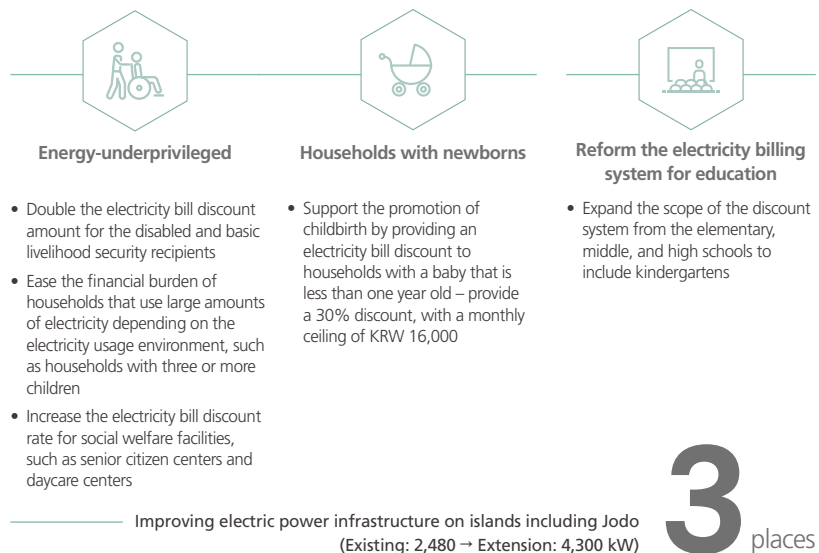 Energy-underprivileged
• Double the electricity bill discount
amount for the disabled and basic
livelihood security recipients
• Ease the financial burden of
households that use large amounts
of electricity depending on the
electricity usage environment, such
as households with three or more
children
• Increase the electricity bill discount
rate for social welfare facilities,
such as senior citizen centers and
daycare centers
Households with newborns
• Support the promotion of
childbirth by providing an
electricity bill discount to
households with a baby that is
less than one year old – provide
a 30% discount, with a monthly
ceiling of KRW 16,000
Reform the electricity billing
system for education
• Expand the scope of the discount
system from the elementary,
middle, and high schools to
include kindergartens
Improving electric power infrastructure on islands including Jodo
(Existing: 2,480 → Extension: 4,300 kW)
3 places